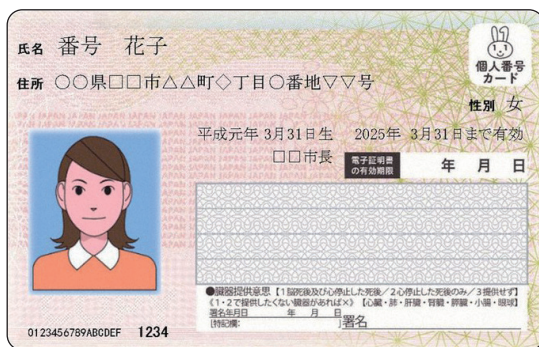 氏名 番号 花子
個人番号
カード
住所 ○○県□□市△△町◇丁目○番地▽▽号
性別 女
平成元年 3月31日生 2025年 3月31日まで有効
□□市長 電子証明書の有効期限 年 月 日
●臓器提供意思【1脳死後及び心停止した死後/2心停止した死後のみ/3提供せず】
《1・2で提供したくない臓器があれば×》【心臓・肺・肝臓・腎臓・膵臓・小腸・眼球】
署名年月日 年 月 日
[特記欄: ]署名
0123456789ABCDEF 1234